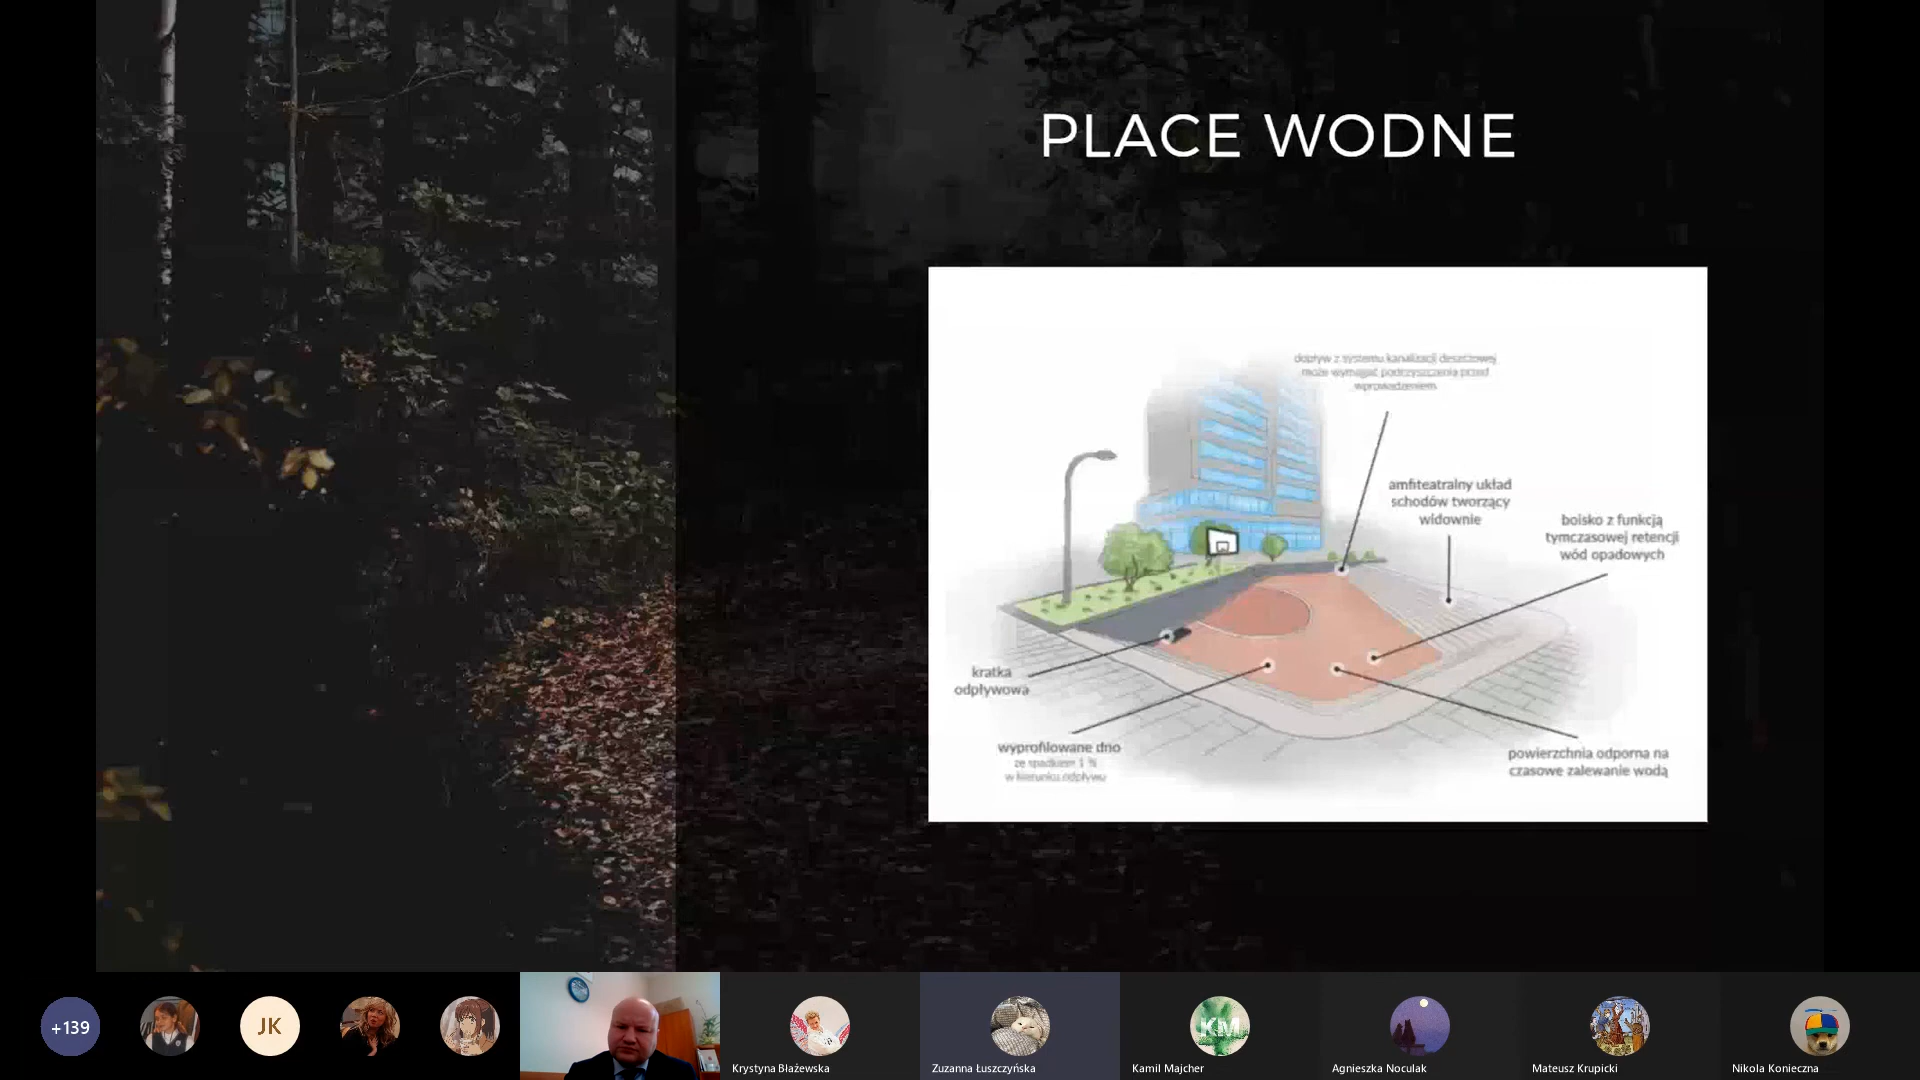 PLACE WODNE
dopływ z systemu kanalizacji deszczowej
może wymagać podczyszczenia przed
wprowadzeniem
amfiteatralny układ
schodów tworzący
widownie
boisko z funkcją
tymczasowej retencji
wód opadowych
kratka
odpływowa
wyprofilowane dno
ze spadkiem 1 %
w kierunku odpływu
powierzchnia odporna na
czasowe zalewanie wodą
+139
JK
KM
Krystyna Błażewska
Zuzanna Łuszczyńska
Kamil Majcher
Agnieszka Noculak
Mateusz Krupicki
Nikola Konieczna